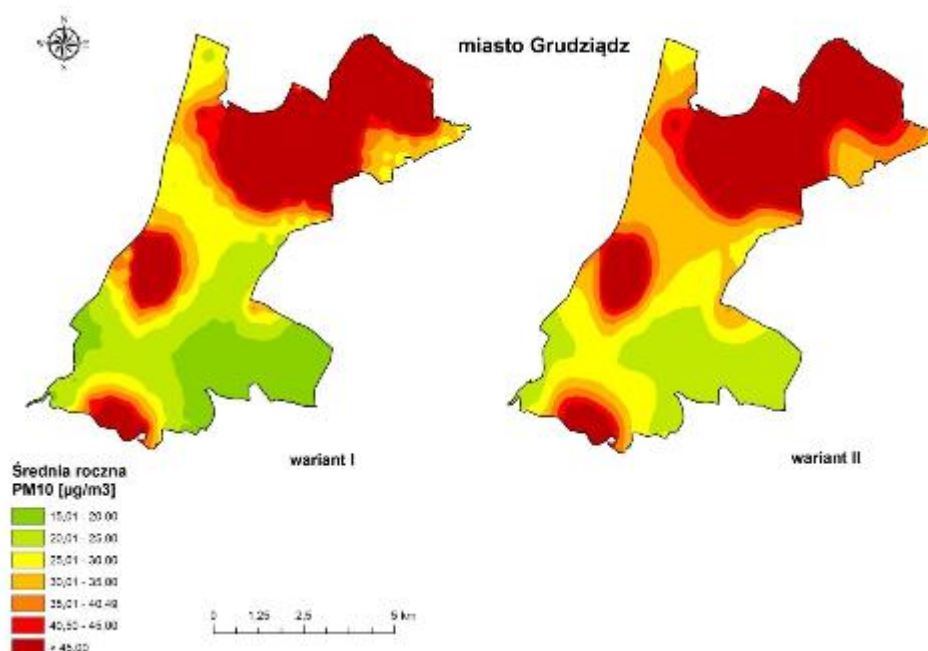 N
miasto Grudziądz
wariant I
wariant II
Średnia roczna
PM10 [µg/m3]
15,01 - 20,00
20,01 - 25,00
25,01 - 30,00
30,01 - 35,00
35,01 - 40,49
40,50 - 45,00
> 45,00
0 1,25 2,5 5 km